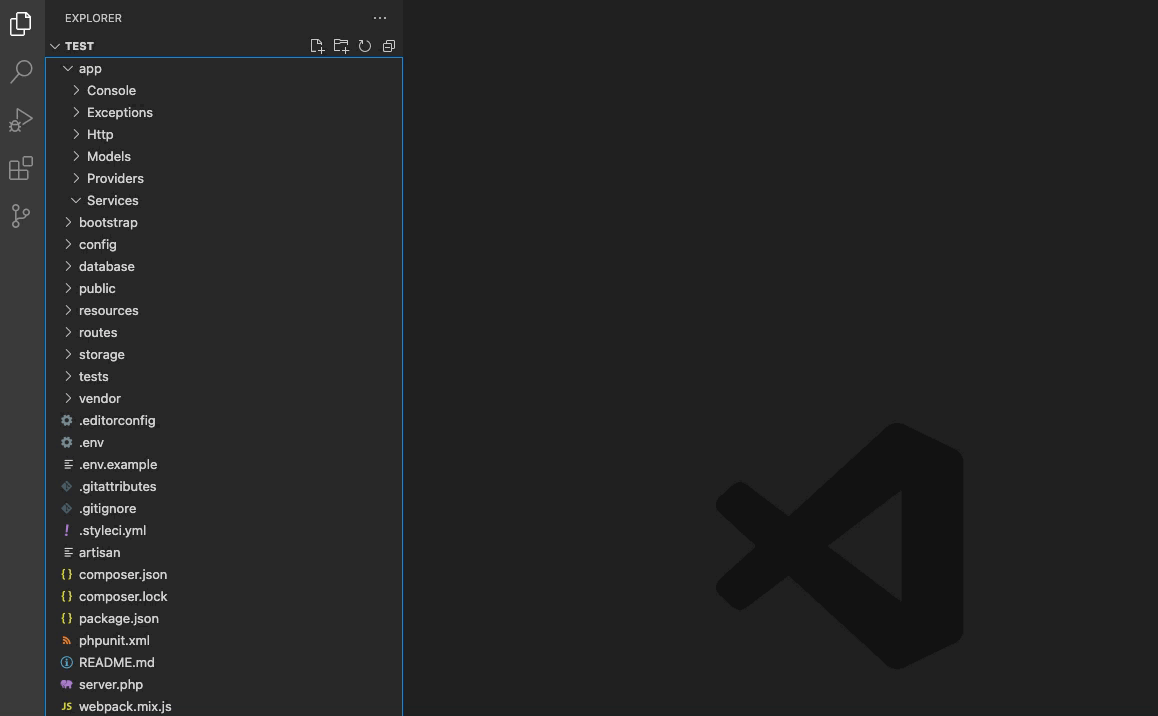 EXPLORER
TEST
app
Console
Exceptions
Http
Models
Providers
Services
bootstrap
config
database
public
resources
routes
storage
tests
vendor
.editorconfig
.env
.env.example
.gitattributes
.gitignore
! .styleci.yml
artisan
{} composer.json
{} composer.lock
{} package.json
phpunit.xml
README.md
server.php
JS webpack.mix.js